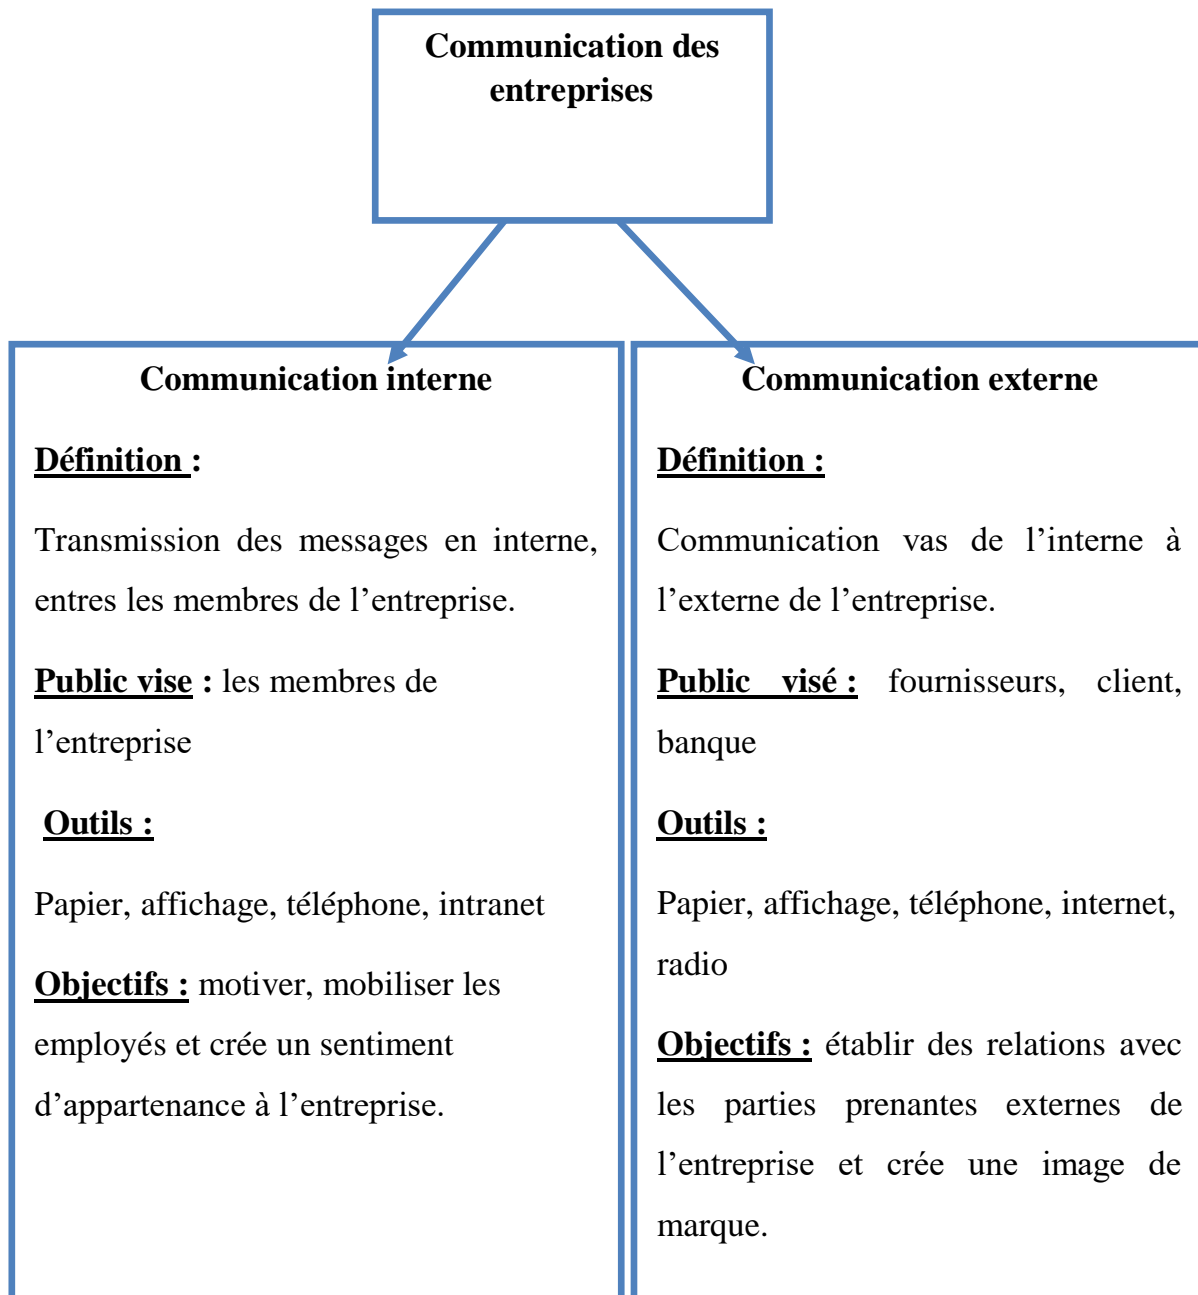 Communication des
entreprises
Communication interne
Définition :
Transmission des messages en interne,
entres les membres de l’entreprise.
Public vise : les membres de
l’entreprise
Outils :
Papier, affichage, téléphone, intranet
Objectifs : motiver, mobiliser les
employés et crée un sentiment
d’appartenance à l’entreprise.
Communication externe
Définition :
Communication vas de l’interne à
l’externe de l’entreprise.
Public visé : fournisseurs, client,
banque
Outils :
Papier, affichage, téléphone, internet,
radio
Objectifs : établir des relations avec
les parties prenantes externes de
l’entreprise et crée une image de
marque.